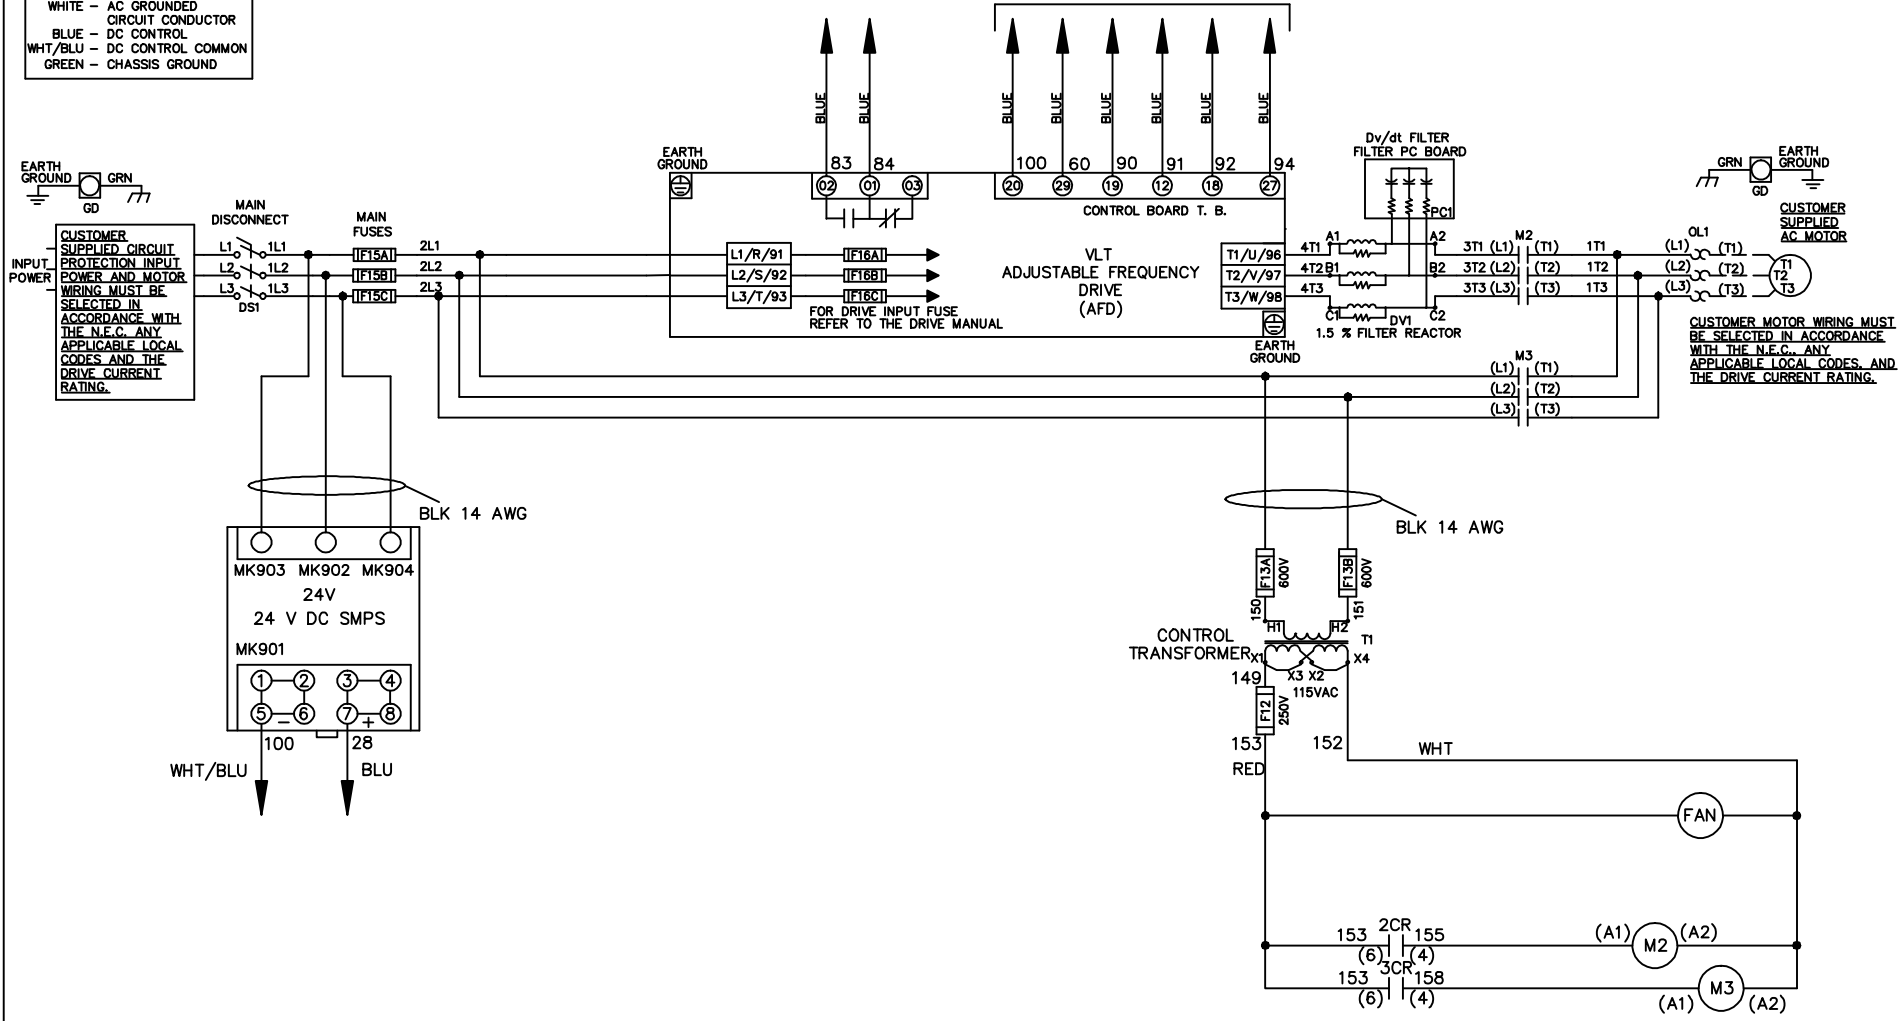 WHITE – AC GROUNDED
CIRCUIT CONDUCTOR
BLUE – DC CONTROL
WHT/BLU – DC CONTROL COMMON
GREEN – CHASSIS GROUND
BLUE
BLUE
BLUE
BLUE
BLUE
BLUE
BLUE
BLUE
EARTH
GROUND
GRN
GD
MAIN
DISCONNECT
MAIN
FUSES
INPUT
POWER
CUSTOMER
SUPPLIED CIRCUIT
PROTECTION INPUT
POWER AND MOTOR
WIRING MUST BE
SELECTED IN
ACCORDANCE WITH
THE N.E.C. ANY
APPLICABLE LOCAL
CODES AND THE
DRIVE CURRENT
RATING.
L1 1L1
L2 1L2
L3 1L3
DS1
F15A
F15B
F15C
2L1
2L2
2L3
EARTH
GROUND
83 84
02 01 03
100 60 90 91 92 94
20 29 19 12 18 27
CONTROL BOARD T. B.
L1/R/91
L2/S/92
L3/T/93
F16A
F16B
F16C
FOR DRIVE INPUT FUSE
REFER TO THE DRIVE MANUAL
VLT
ADJUSTABLE FREQUENCY
DRIVE
(AFD)
T1/U/96
T2/V/97
T3/W/98
EARTH
GROUND
Dv/dt FILTER
FILTER PC BOARD
PC1
4T1 A1 A2
4T2 B1 B2
4T3 C1 C2
DV1
1.5 % FILTER REACTOR
M2
3T1 (L1) (T1) 1T1
3T2 (L2) (T2) 1T2
3T3 (L3) (T3) 1T3
OL1
(L1) (T1)
(L2) (T2)
(L3) (T3)
T1
T2
T3
GRN
EARTH
GROUND
GD
CUSTOMER
SUPPLIED
AC MOTOR
CUSTOMER MOTOR WIRING MUST
BE SELECTED IN ACCORDANCE
WITH THE N.E.C.. ANY
APPLICABLE LOCAL CODES. AND
THE DRIVE CURRENT RATING.
M3
(L1) (T1)
(L2) (T2)
(L3) (T3)
BLK 14 AWG
MK903 MK902 MK904
24V
24 V DC SMPS
MK901
1 2 3 4
5 – 6 7 + 8
100 28
WHT/BLU BLU
BLK 14 AWG
F13A 600V
F13B 600V
150 151
H1 H2
T1
CONTROL
TRANSFORMER
X1 X4
X3 X2
149
115VAC
F12 250V
153 152
RED
WHT
FAN
2CR
153 155
(6) (4)
(A1) M2 (A2)
3CR
153 158
(6) (4)
M3
(A1) (A2)